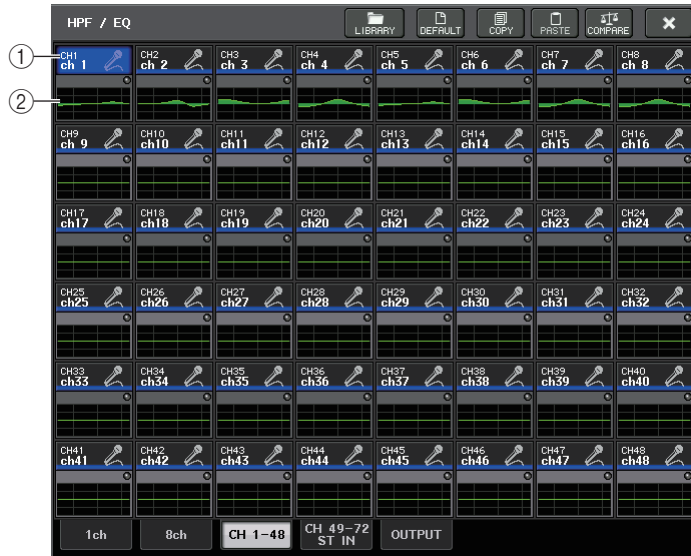 HPF / EQ
LIBRARY DEFAULT COPY PASTE COMPARE
① CH1 CH2 CH3 CH4 CH5 CH6 CH7 CH8
ch 1 ch 2 ch 3 ch 4 ch 5 ch 6 ch 7 ch 8
②
CH9 CH10 CH11 CH12 CH13 CH14 CH15 CH16
ch 9 ch10 ch11 ch12 ch13 ch14 ch15 ch16
CH17 CH18 CH19 CH20 CH21 CH22 CH23 CH24
ch17 ch18 ch19 ch20 ch21 ch22 ch23 ch24
CH25 CH26 CH27 CH28 CH29 CH30 CH31 CH32
ch25 ch26 ch27 ch28 ch29 ch30 ch31 ch32
CH33 CH34 CH35 CH36 CH37 CH38 CH39 CH40
ch33 ch34 ch35 ch36 ch37 ch38 ch39 ch40
CH41 CH42 CH43 CH44 CH45 CH46 CH47 CH48
ch41 ch42 ch43 ch44 ch45 ch46 ch47 ch48
1ch 8ch CH 1-48 CH 49-72 OUTPUT
ST IN